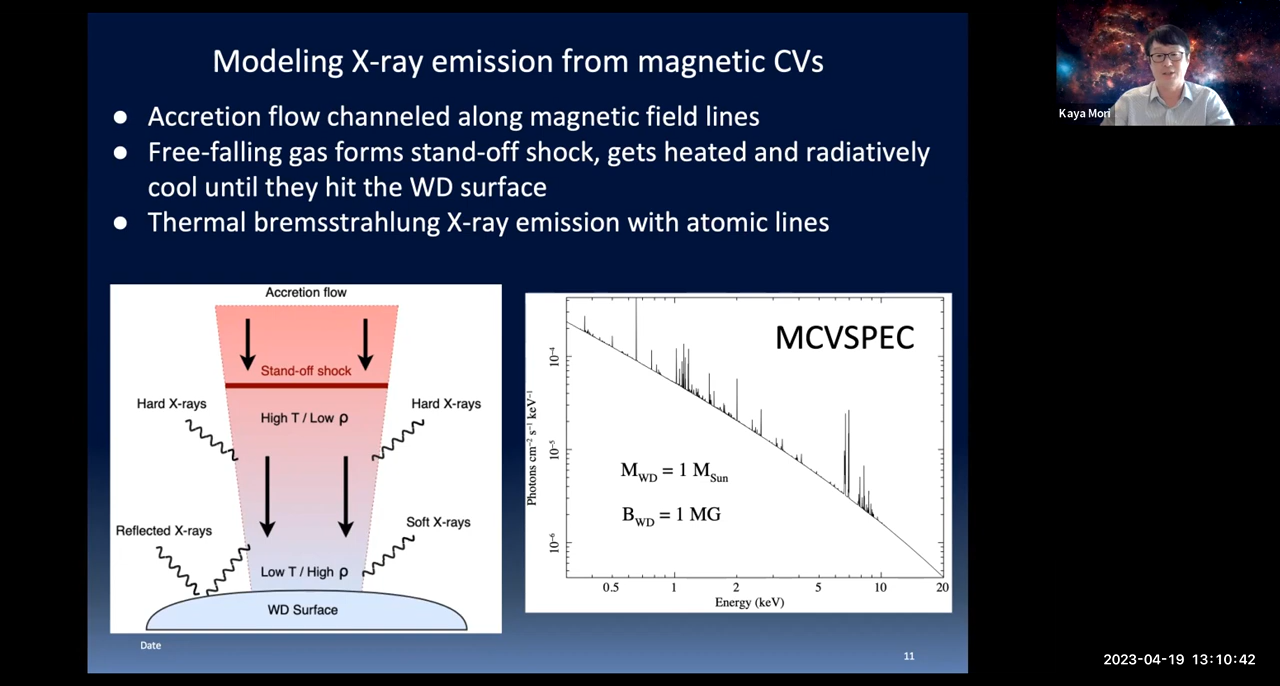 Modeling X-ray emission from magnetic CVs
● Accretion flow channeled along magnetic field lines
● Free-falling gas forms stand-off shock, gets heated and radiatively
cool until they hit the WD surface
● Thermal bremsstrahlung X-ray emission with atomic lines
Accretion flow
Stand-off shock
Hard X-rays
Hard X-rays
High T / Low ρ
Reflected X-rays
Soft X-rays
Low T / High ρ
WD Surface
MCVSPEC
Photons cm⁻² s⁻¹ keV⁻¹
10⁻⁴
10⁻⁵
10⁻⁶
M_WD = 1 M_Sun
B_WD = 1 MG
0.5 1 2 5 10 20
Energy (keV)
Date
11
Kaya Mori
2023-04-19 13:10:42